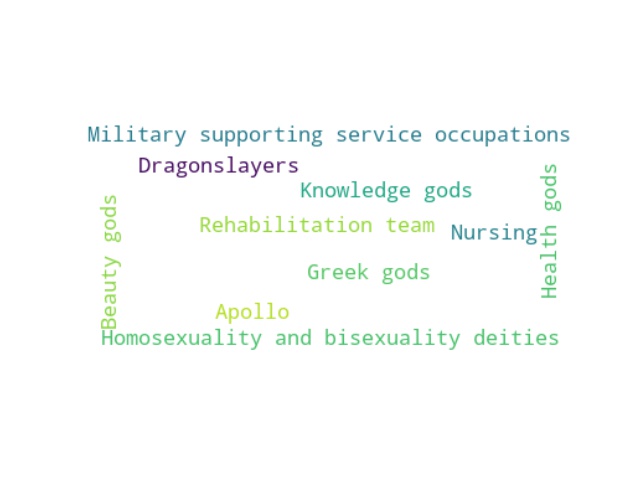 Military supporting service occupations
Dragonslayers
Knowledge gods
Health gods
Beauty gods
Rehabilitation team
Nursing
Greek gods
Apollo
Homosexuality and bisexuality deities